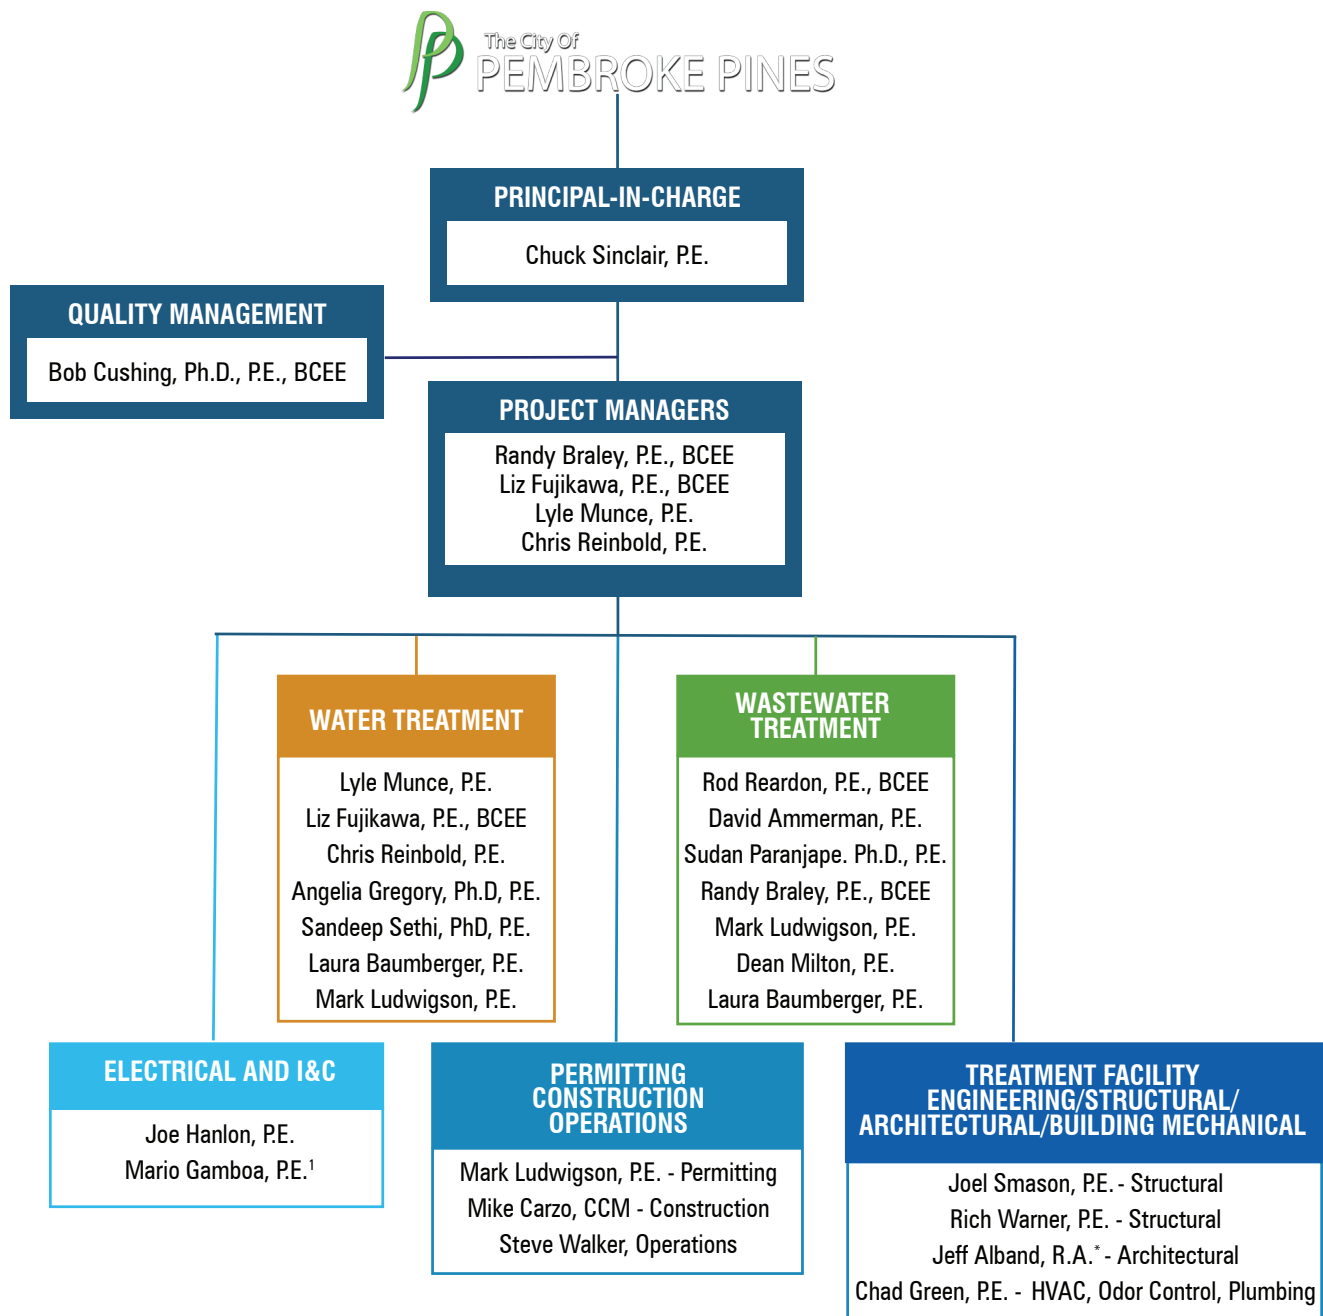 The City Of
PEMBROKE PINES
PRINCIPAL-IN-CHARGE
Chuck Sinclair, P.E.
QUALITY MANAGEMENT
Bob Cushing, Ph.D., P.E., BCEE
PROJECT MANAGERS
Randy Braley, P.E., BCEE
Liz Fujikawa, P.E., BCEE
Lyle Munce, P.E.
Chris Reinbold, P.E.
WATER TREATMENT
Lyle Munce, P.E.
Liz Fujikawa, P.E., BCEE
Chris Reinbold, P.E.
Angelia Gregory, Ph.D, P.E.
Sandeep Sethi, PhD, P.E.
Laura Baumberger, P.E.
Mark Ludwigson, P.E.
WASTEWATER
TREATMENT
Rod Reardon, P.E., BCEE
David Ammerman, P.E.
Sudan Paranjape. Ph.D., P.E.
Randy Braley, P.E., BCEE
Mark Ludwigson, P.E.
Dean Milton, P.E.
Laura Baumberger, P.E.
ELECTRICAL AND I&C
Joe Hanlon, P.E.
Mario Gamboa, P.E.¹
PERMITTING
CONSTRUCTION
OPERATIONS
Mark Ludwigson, P.E. - Permitting
Mike Carzo, CCM - Construction
Steve Walker, Operations
TREATMENT FACILITY
ENGINEERING/STRUCTURAL/
ARCHITECTURAL/BUILDING MECHANICAL
Joel Smason, P.E. - Structural
Rich Warner, P.E. - Structural
Jeff Alband, R.A.* - Architectural
Chad Green, P.E. - HVAC, Odor Control, Plumbing